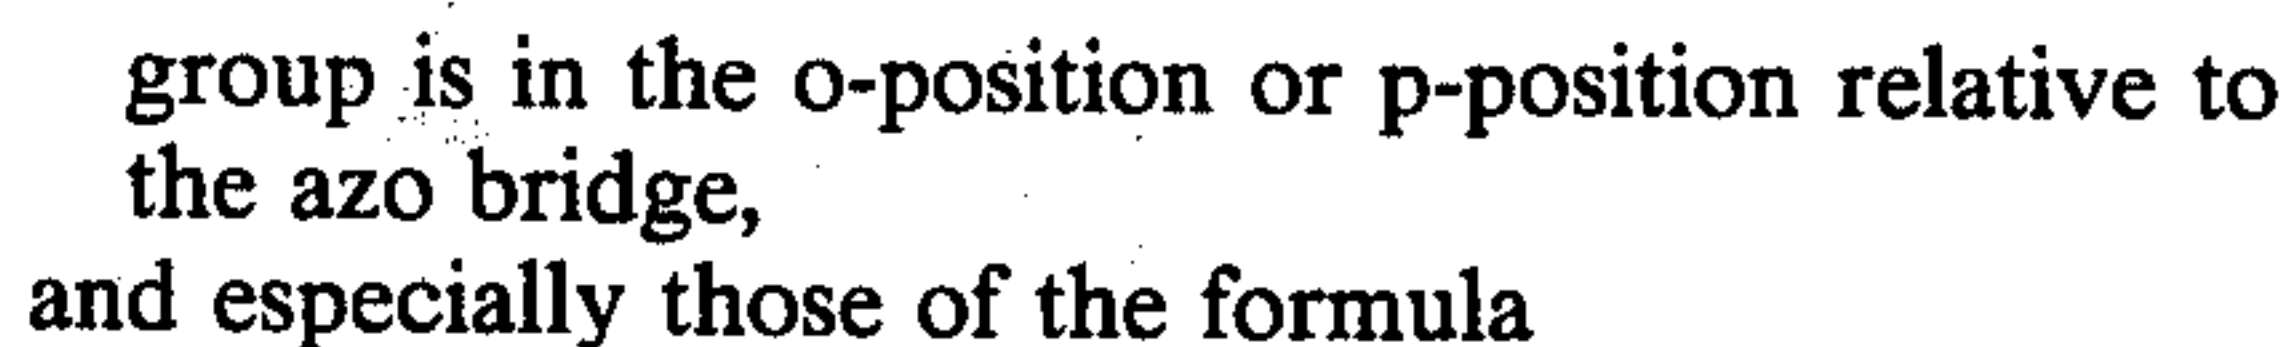 group is in the o-position or p-position relative to
the azo bridge,
and especially those of the formula